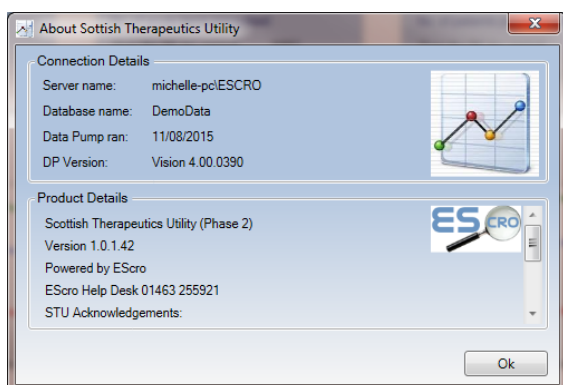 About Sottish Therapeutics Utility
Connection Details
Server name: michelle-pc\ESCRO
Database name: DemoData
Data Pump ran: 11/08/2015
DP Version: Vision 4.00.0390
Product Details
Scottish Therapeutics Utility (Phase 2)
ESCRO
Version 1.0.1.42
Powered by EScro
EScro Help Desk 01463 255921
STU Acknowledgements:
Ok